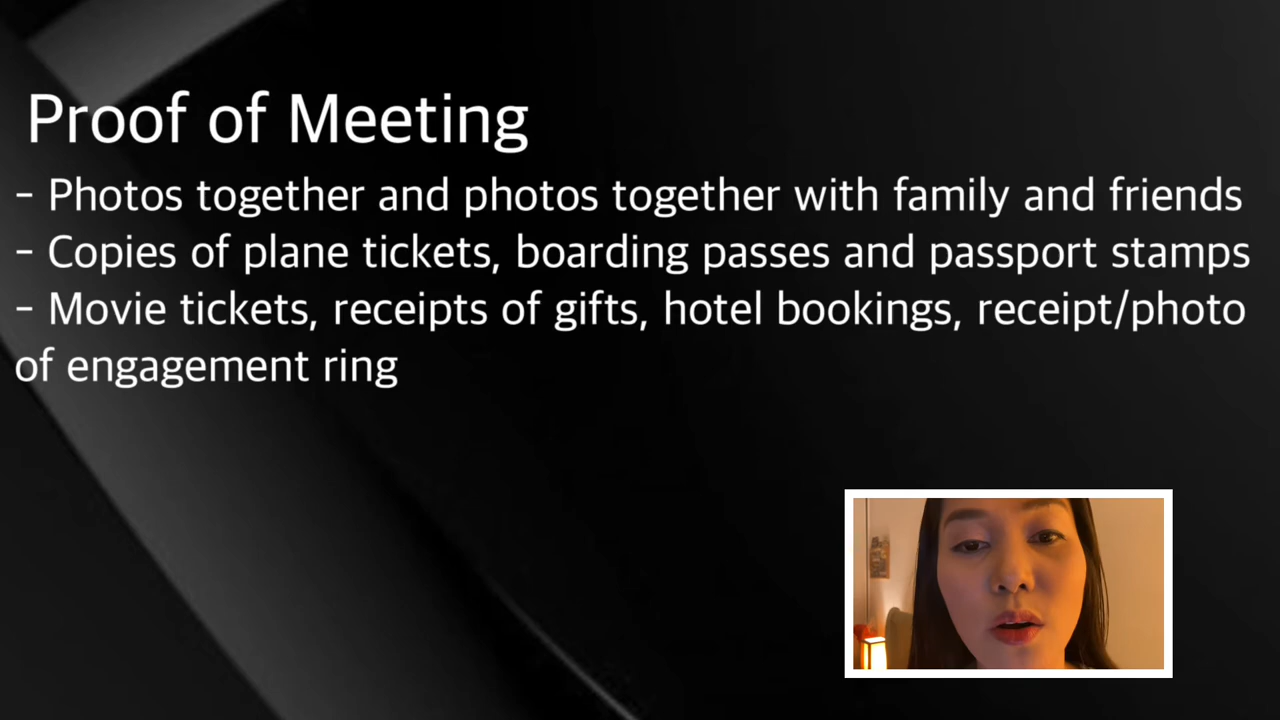 Proof of Meeting
- Photos together and photos together with family and friends
- Copies of plane tickets, boarding passes and passport stamps
- Movie tickets, receipts of gifts, hotel bookings, receipt/photo
of engagement ring